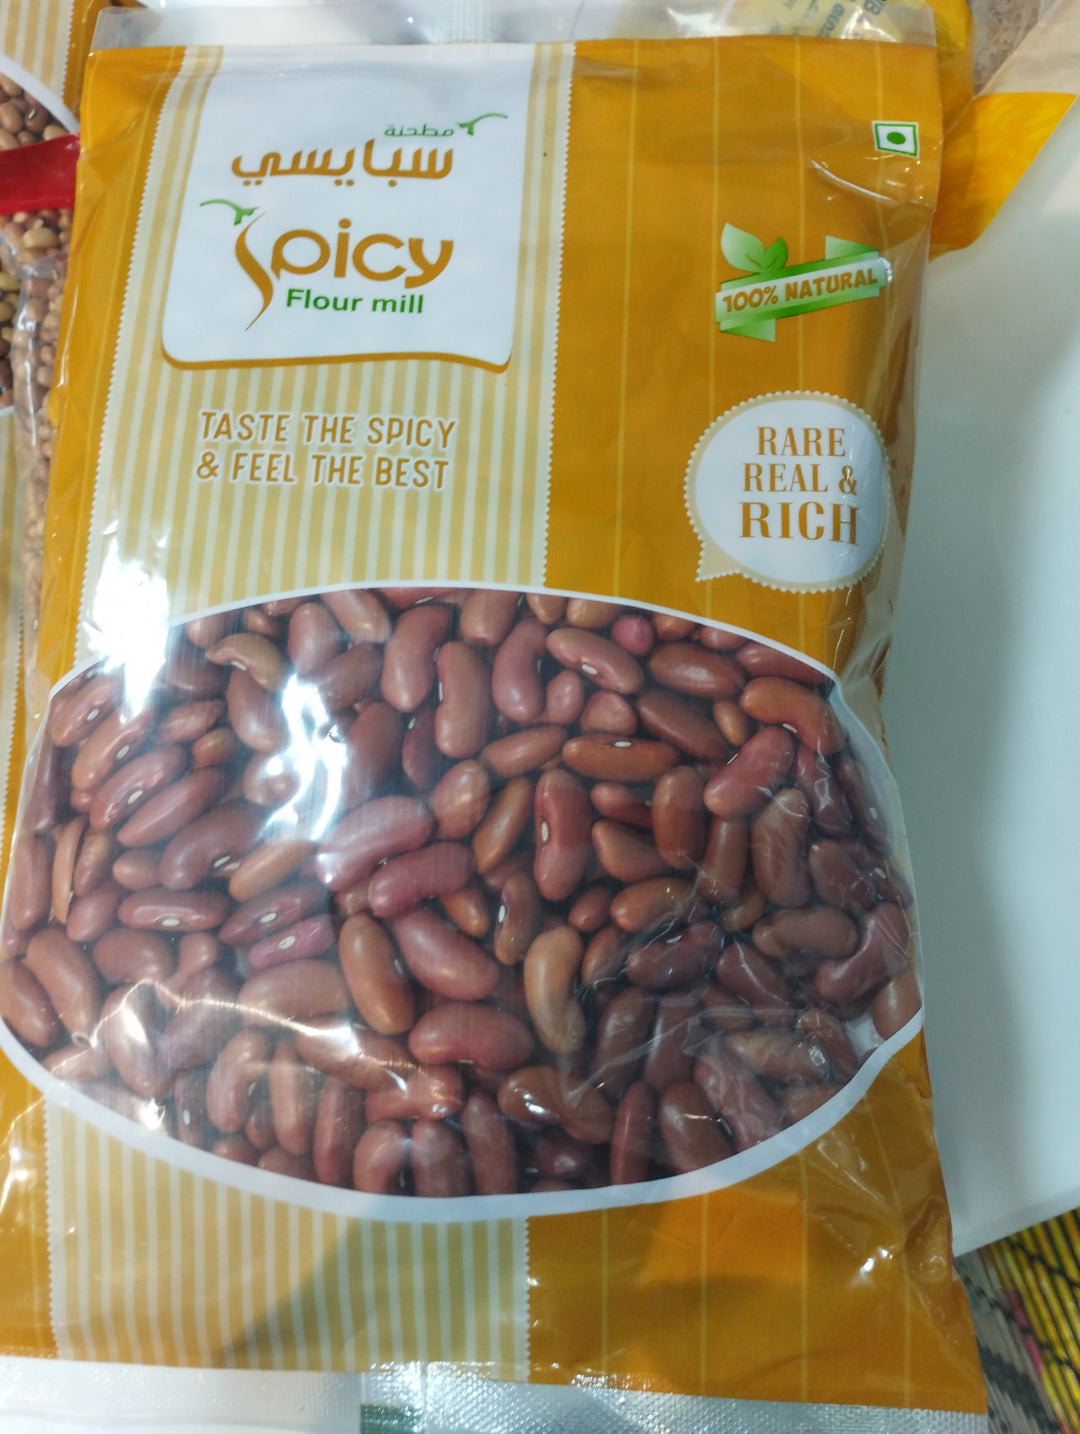 مطحنة
سبايسي
Spicy
Flour mill
100% NATURAL
TASTE THE SPICY
& FEEL THE BEST
RARE
REAL &
RICH